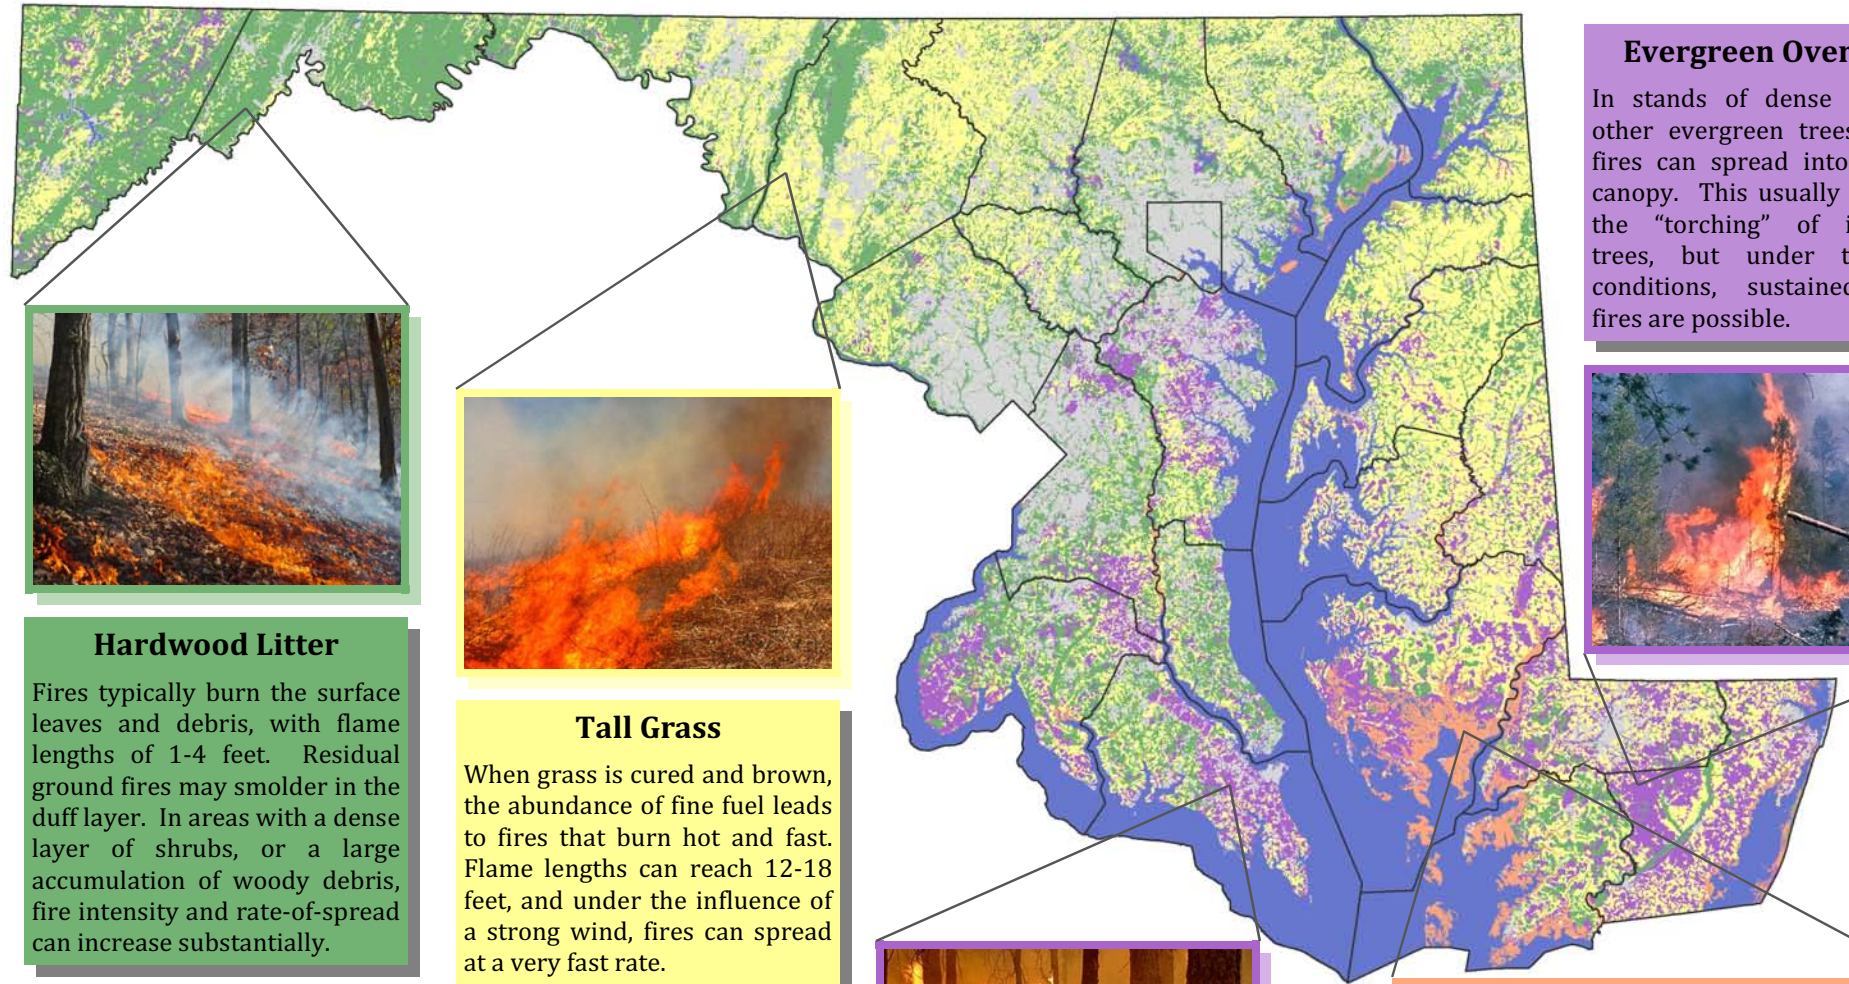 Hardwood Litter
Fires typically burn the surface
leaves and debris, with flame
lengths of 1-4 feet. Residual
ground fires may smolder in the
duff layer. In areas with a dense
layer of shrubs, or a large
accumulation of woody debris,
fire intensity and rate-of-spread
can increase substantially.
Tall Grass
When grass is cured and brown,
the abundance of fine fuel leads
to fires that burn hot and fast.
Flame lengths can reach 12-18
feet, and under the influence of
a strong wind, fires can spread
at a very fast rate.
Evergreen Over
In stands of dense
other evergreen trees
fires can spread into
canopy. This usually
the “torching” of i
trees, but under t
conditions, sustained
fires are possible.